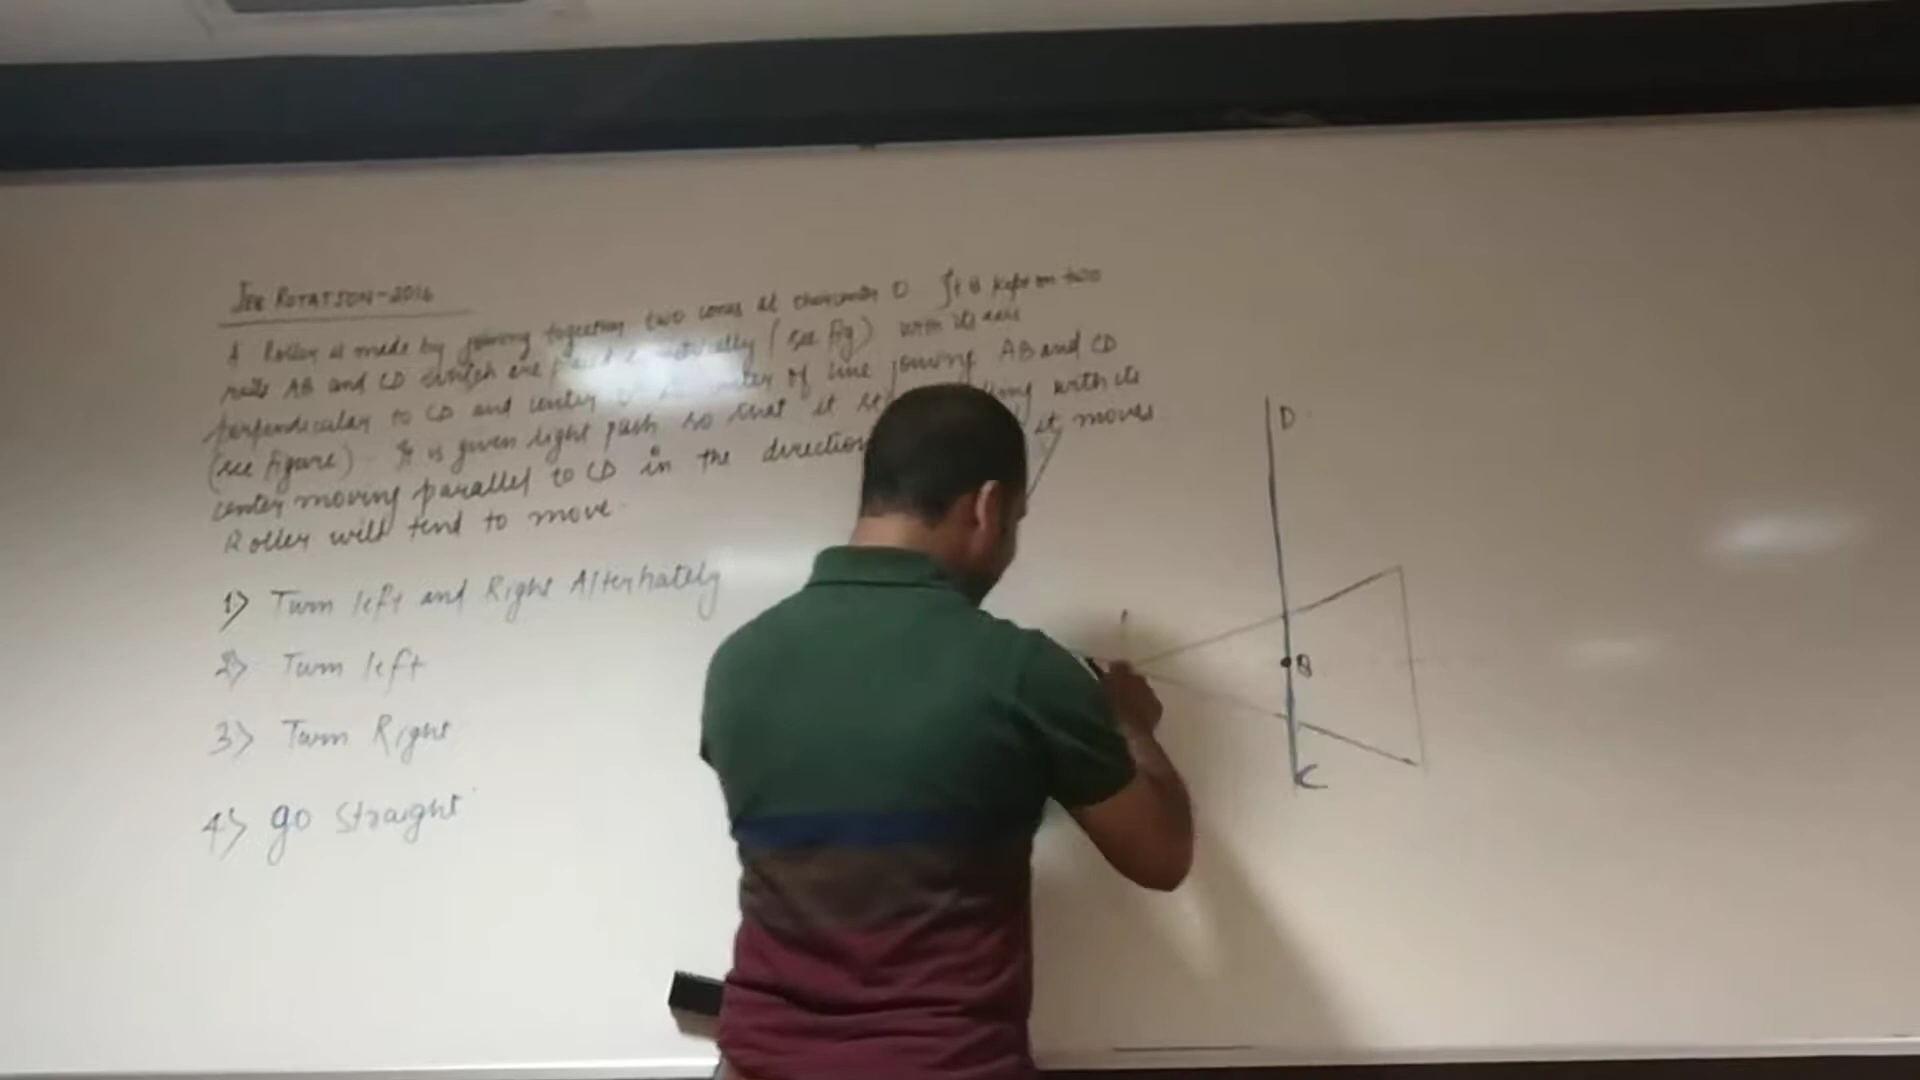 JEE ROTATION-2016
A Roller is made by joining together two cones at their O. It is kept on two
rails AB and CD which are placed (see fig) with its axis
perpendicular to CD and center of line joining AB and CD
(see figure). It is given light push so that it with its
center moving parallel to CD in the direction it moves
Roller will tend to move.
1) Turn left and Right Alternately
2) Turn left
3) Turn Right
4) go straight
D
B
C